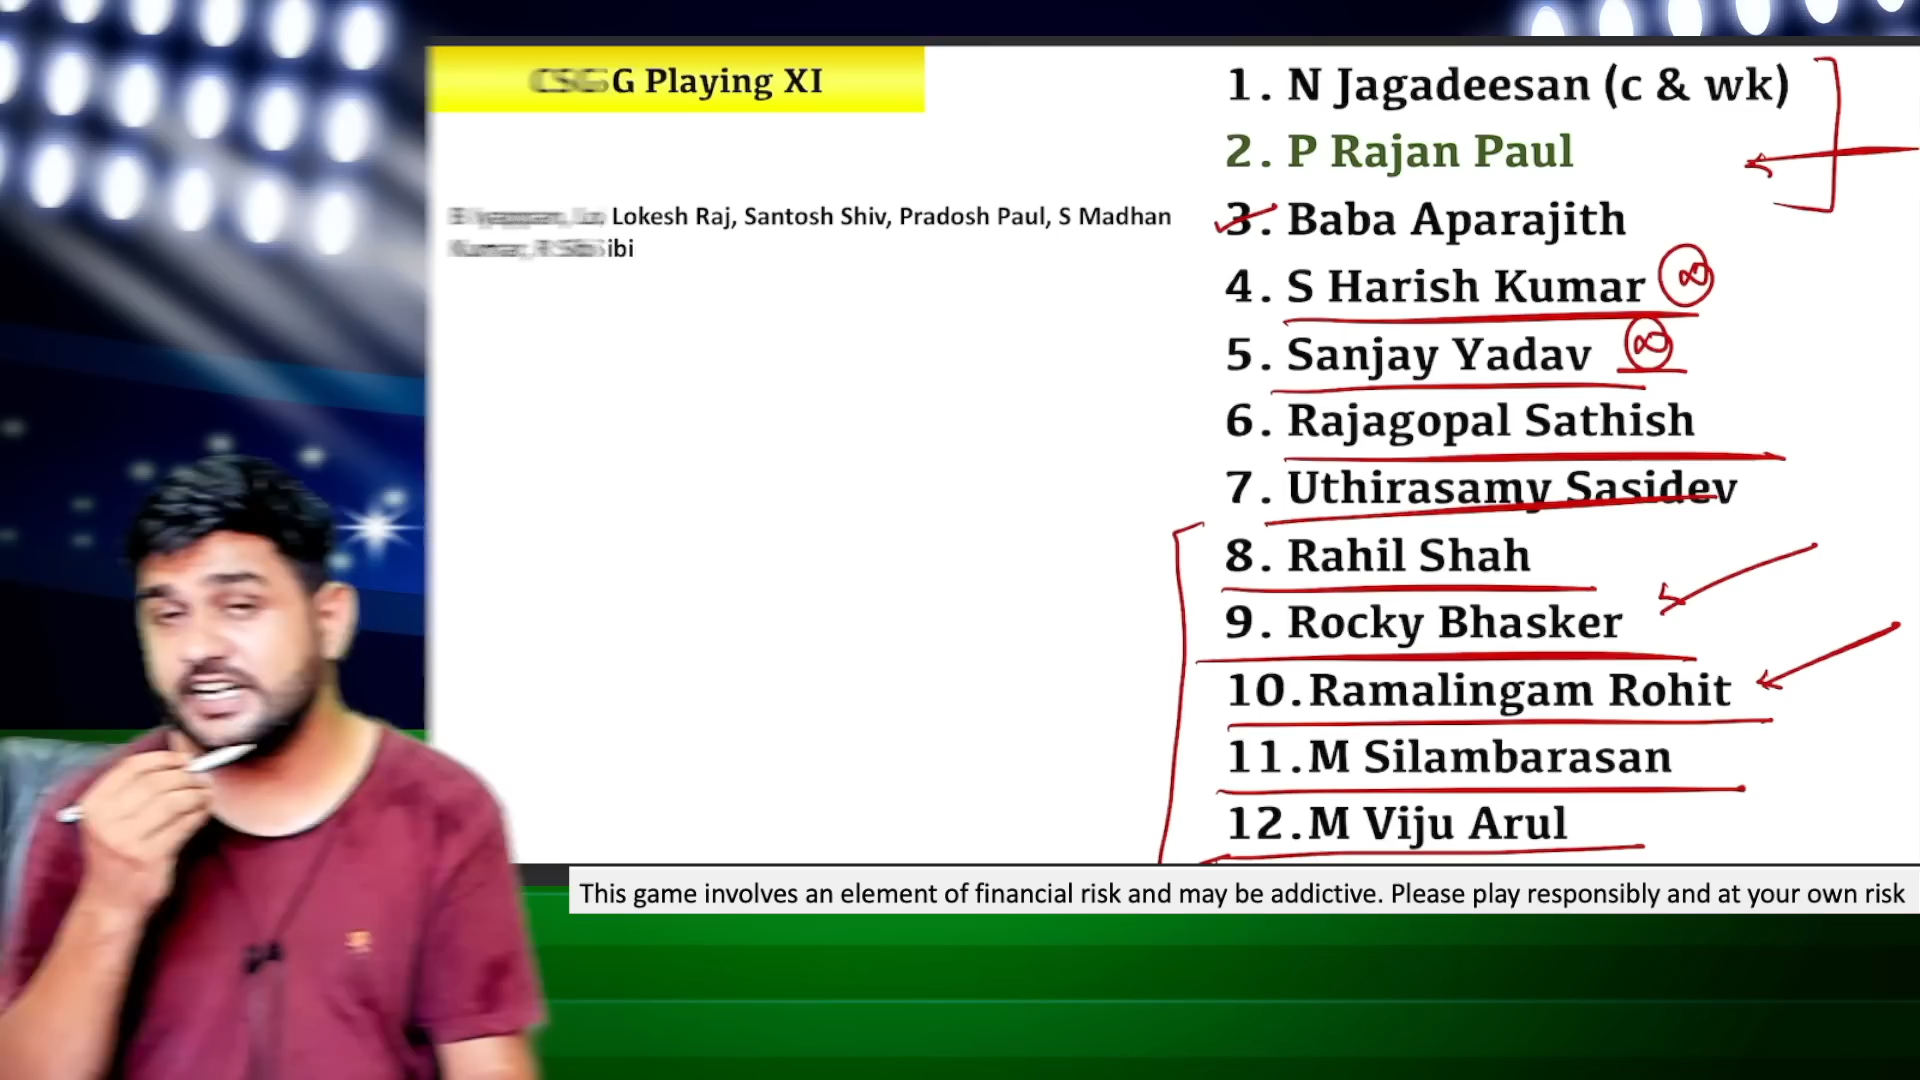 G Playing XI
Lokesh Raj, Santosh Shiv, Pradosh Paul, S Madhan
ibi
1. N Jagadeesan (c & wk)
2. P Rajan Paul
3. Baba Aparajith
4. S Harish Kumar
5. Sanjay Yadav
6. Rajagopal Sathish
7. Uthirasamy Sasidev
8. Rahil Shah
9. Rocky Bhasker
10. Ramalingam Rohit
11. M Silambarasan
12. M Viju Arul
This game involves an element of financial risk and may be addictive. Please play responsibly and at your own risk